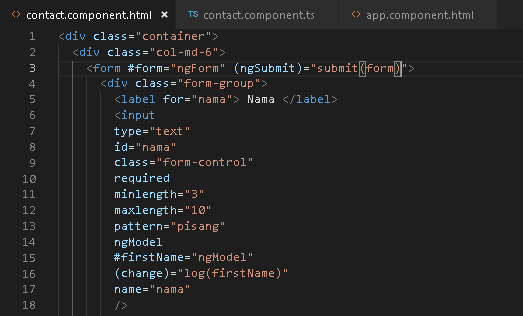 <> contact.component.html × TS contact.component.ts <> app.component.html
1 <div class="container">
2 <div class="col-md-6">
3 <form #form="ngForm" (ngSubmit)="submit(form)">
4 <div class="form-group">
5 <label for="nama"> Nama </label>
6 <input
7 type="text"
8 id="nama"
9 class="form-control"
10 required
11 minlength="3"
12 maxlength="10"
13 pattern="pisang"
14 ngModel
15 #firstName="ngModel"
16 (change)="log(firstName)"
17 name="nama"
18 />